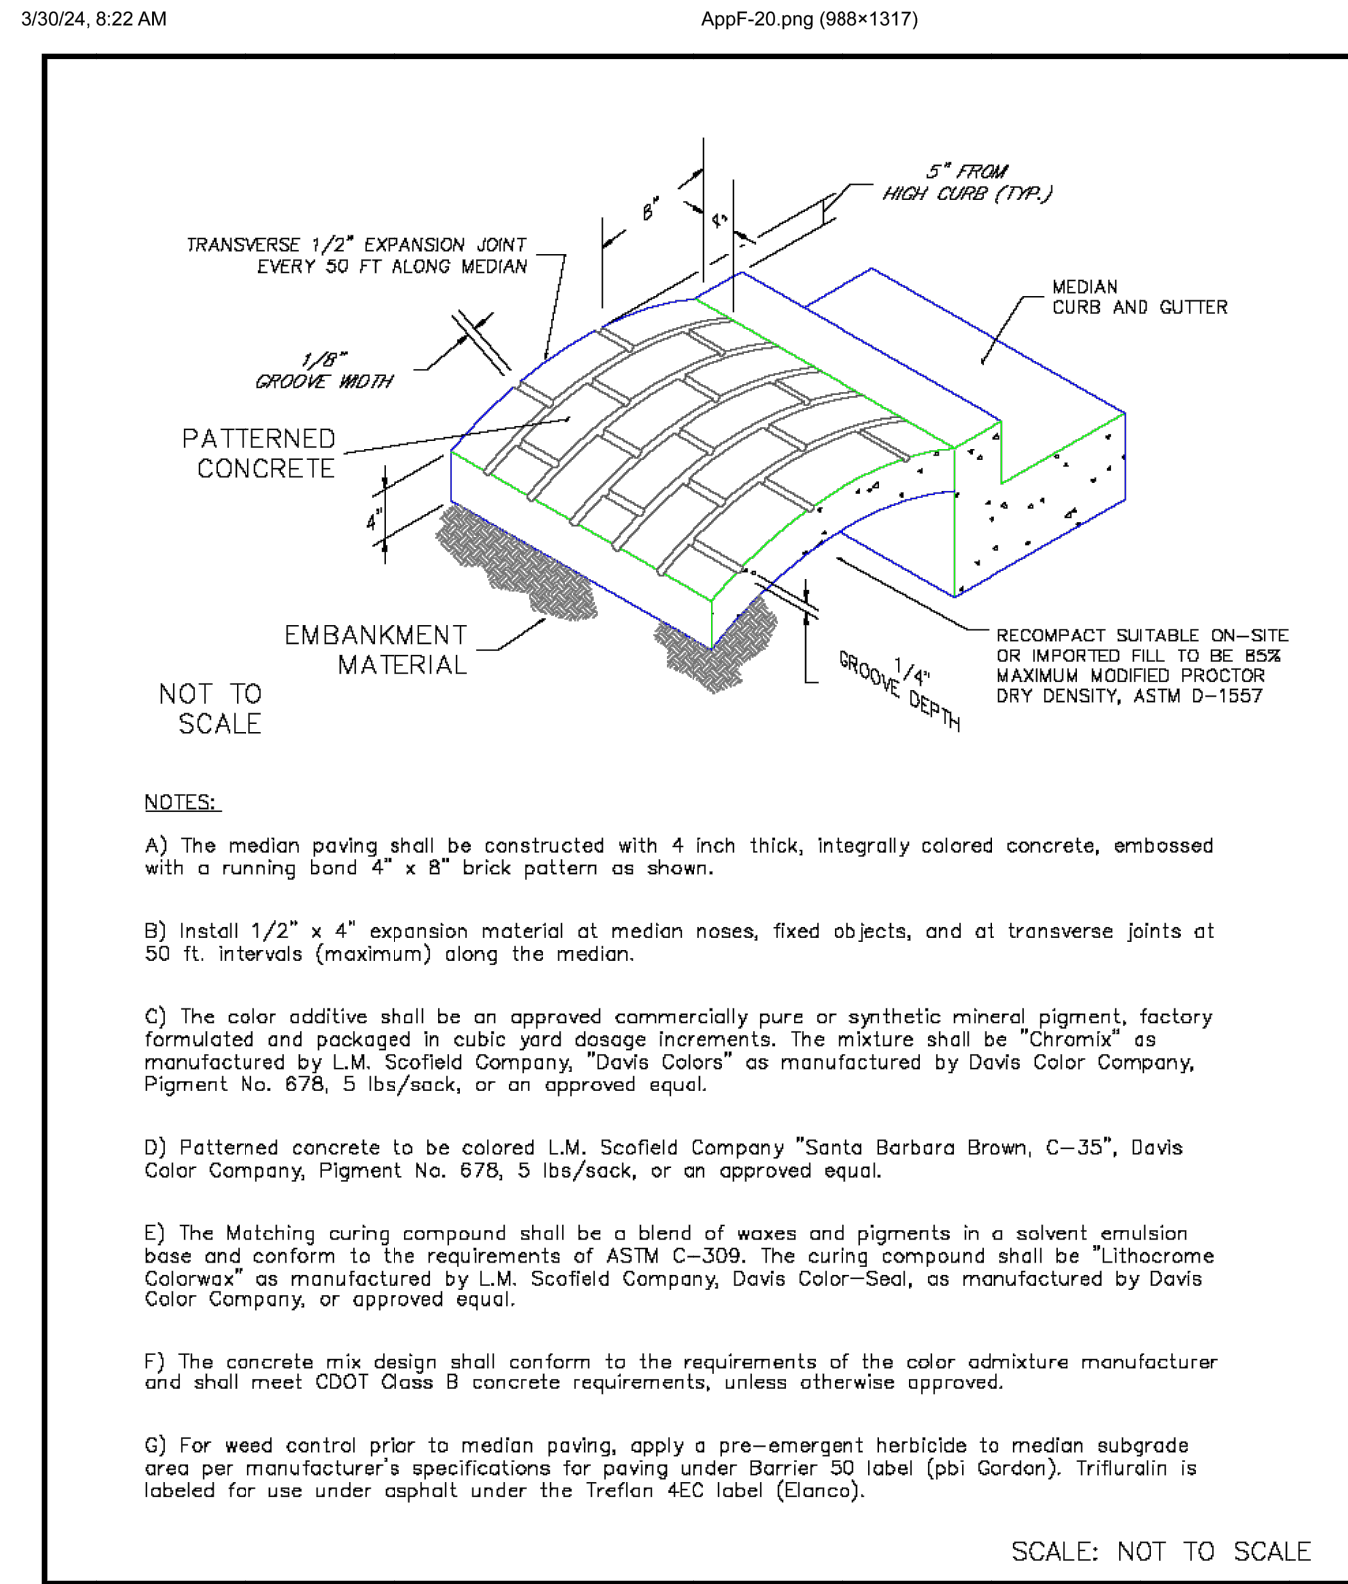 3/30/24, 8:22 AM
AppF-20.png (988×1317)
5" FROM
HIGH CURB (TYP.)
8"
4"
TRANSVERSE 1/2" EXPANSION JOINT
EVERY 50 FT ALONG MEDIAN
MEDIAN
CURB AND GUTTER
1/8"
GROOVE WIDTH
PATTERNED
CONCRETE
4"
EMBANKMENT
MATERIAL
1/4"
GROOVE DEPTH
RECOMPACT SUITABLE ON-SITE
OR IMPORTED FILL TO BE 85%
MAXIMUM MODIFIED PROCTOR
DRY DENSITY, ASTM D-1557
NOT TO
SCALE
NOTES:
A) The median paving shall be constructed with 4 inch thick, integrally colored concrete, embossed
with a running bond 4" x 8" brick pattern as shown.
B) Install 1/2" x 4" expansion material at median noses, fixed objects, and at transverse joints at
50 ft. intervals (maximum) along the median.
C) The color additive shall be an approved commercially pure or synthetic mineral pigment, factory
formulated and packaged in cubic yard dosage increments. The mixture shall be "Chromix" as
manufactured by L.M. Scofield Company, "Davis Colors" as manufactured by Davis Color Company,
Pigment No. 678, 5 lbs/sack, or an approved equal.
D) Patterned concrete to be colored L.M. Scofield Company "Santa Barbara Brown, C-35", Davis
Color Company, Pigment No. 678, 5 lbs/sack, or an approved equal.
E) The Matching curing compound shall be a blend of waxes and pigments in a solvent emulsion
base and conform to the requirements of ASTM C-309. The curing compound shall be "Lithocrome
Colorwax" as manufactured by L.M. Scofield Company, Davis Color-Seal, as manufactured by Davis
Color Company, or approved equal.
F) The concrete mix design shall conform to the requirements of the color admixture manufacturer
and shall meet CDOT Class B concrete requirements, unless otherwise approved.
G) For weed control prior to median paving, apply a pre-emergent herbicide to median subgrade
area per manufacturer's specifications for paving under Barrier 50 label (pbi Gordon). Trifluralin is
labeled for use under asphalt under the Treflan 4EC label (Elanco).
SCALE: NOT TO SCALE